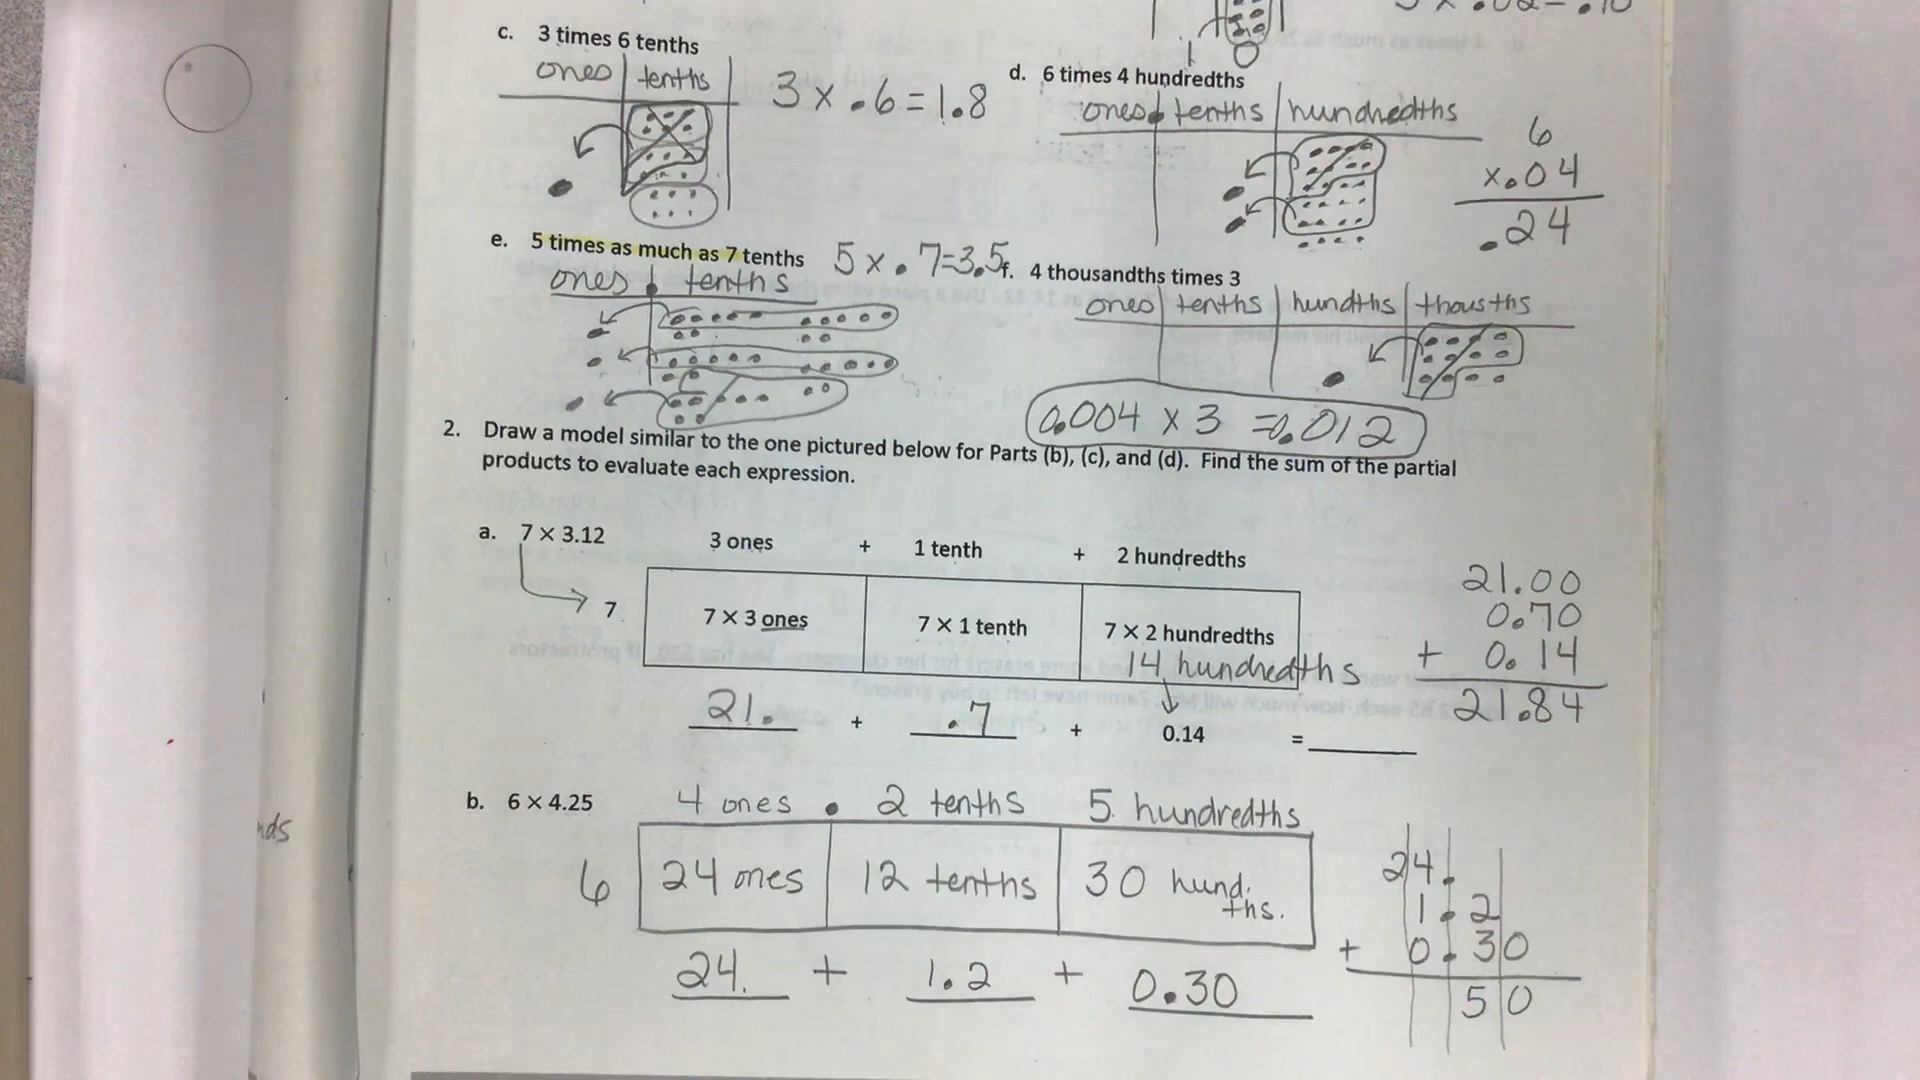 c. 3 times 6 tenths
ones tenths
3 x .6 = 1.8
d. 6 times 4 hundredths
ones . tenths hundredths
6
x .04
.24
e. 5 times as much as 7 tenths
5 x .7=3.5
ones . tenths
f. 4 thousandths times 3
ones tenths hundths thousths
0.004 x 3 =0.012
2. Draw a model similar to the one pictured below for Parts (b), (c), and (d). Find the sum of the partial
products to evaluate each expression.
a. 7 × 3.12
3 ones + 1 tenth + 2 hundredths
7
7 × 3 ones 7 × 1 tenth 7 × 2 hundredths
14 hundredths
21. + .7 + 0.14 = ______
21.00
0.70
+ 0.14
21.84
b. 6 × 4.25
4 ones . 2 tenths 5 hundredths
6
24 ones 12 tenths 30 hund.
ths.
24. + 1.2 + 0.30
24.
1.2
+ 0.30
50
nds